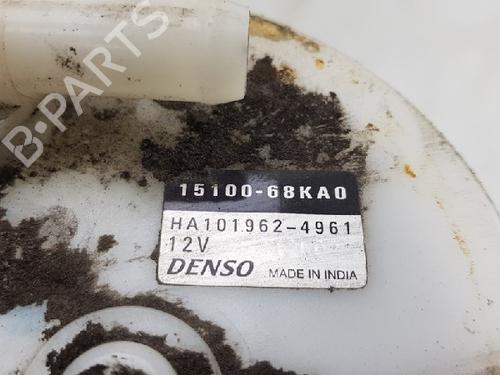 B-PARTS
15100-68KA0
HA101962-4961
12V
DENSO MADE IN INDIA